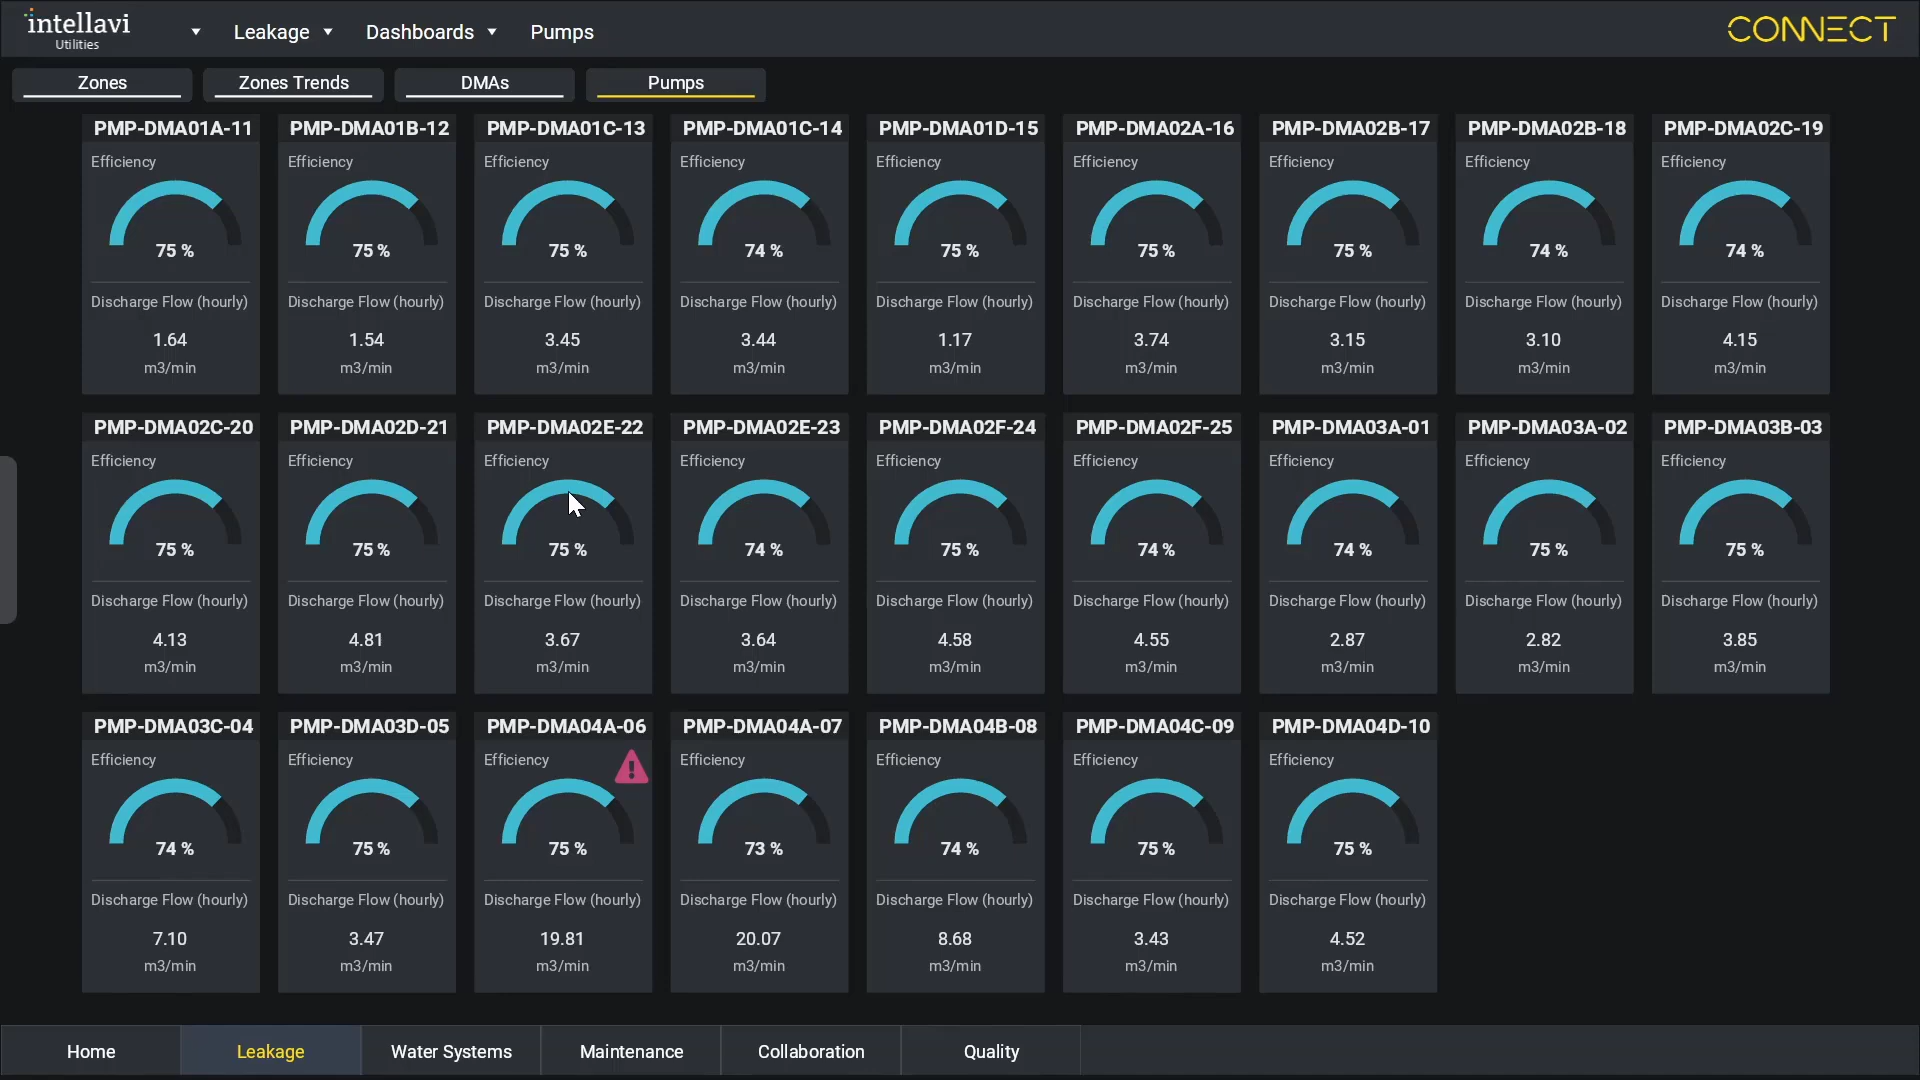 intellavi
Utilities
Leakage
Dashboards
Pumps
CONNECT
Zones
Zones Trends
DMAs
Pumps
PMP-DMA01A-11
PMP-DMA01B-12
PMP-DMA01C-13
PMP-DMA01C-14
PMP-DMA01D-15
PMP-DMA02A-16
PMP-DMA02B-17
PMP-DMA02B-18
PMP-DMA02C-19
Efficiency
Efficiency
Efficiency
Efficiency
Efficiency
Efficiency
Efficiency
Efficiency
Efficiency
75 %
75 %
75 %
74 %
75 %
75 %
75 %
74 %
74 %
Discharge Flow (hourly)
Discharge Flow (hourly)
Discharge Flow (hourly)
Discharge Flow (hourly)
Discharge Flow (hourly)
Discharge Flow (hourly)
Discharge Flow (hourly)
Discharge Flow (hourly)
Discharge Flow (hourly)
1.64
1.54
3.45
3.44
1.17
3.74
3.15
3.10
4.15
m3/min
m3/min
m3/min
m3/min
m3/min
m3/min
m3/min
m3/min
m3/min
PMP-DMA02C-20
PMP-DMA02D-21
PMP-DMA02E-22
PMP-DMA02E-23
PMP-DMA02F-24
PMP-DMA02F-25
PMP-DMA03A-01
PMP-DMA03A-02
PMP-DMA03B-03
Efficiency
Efficiency
Efficiency
Efficiency
Efficiency
Efficiency
Efficiency
Efficiency
Efficiency
75 %
75 %
75 %
74 %
75 %
74 %
74 %
75 %
75 %
Discharge Flow (hourly)
Discharge Flow (hourly)
Discharge Flow (hourly)
Discharge Flow (hourly)
Discharge Flow (hourly)
Discharge Flow (hourly)
Discharge Flow (hourly)
Discharge Flow (hourly)
Discharge Flow (hourly)
4.13
4.81
3.67
3.64
4.58
4.55
2.87
2.82
3.85
m3/min
m3/min
m3/min
m3/min
m3/min
m3/min
m3/min
m3/min
m3/min
PMP-DMA03C-04
PMP-DMA03D-05
PMP-DMA04A-06
PMP-DMA04A-07
PMP-DMA04B-08
PMP-DMA04C-09
PMP-DMA04D-10
Efficiency
Efficiency
Efficiency
Efficiency
Efficiency
Efficiency
Efficiency
74 %
75 %
75 %
73 %
74 %
75 %
75 %
Discharge Flow (hourly)
Discharge Flow (hourly)
Discharge Flow (hourly)
Discharge Flow (hourly)
Discharge Flow (hourly)
Discharge Flow (hourly)
Discharge Flow (hourly)
7.10
3.47
19.81
20.07
8.68
3.43
4.52
m3/min
m3/min
m3/min
m3/min
m3/min
m3/min
m3/min
Home
Leakage
Water Systems
Maintenance
Collaboration
Quality